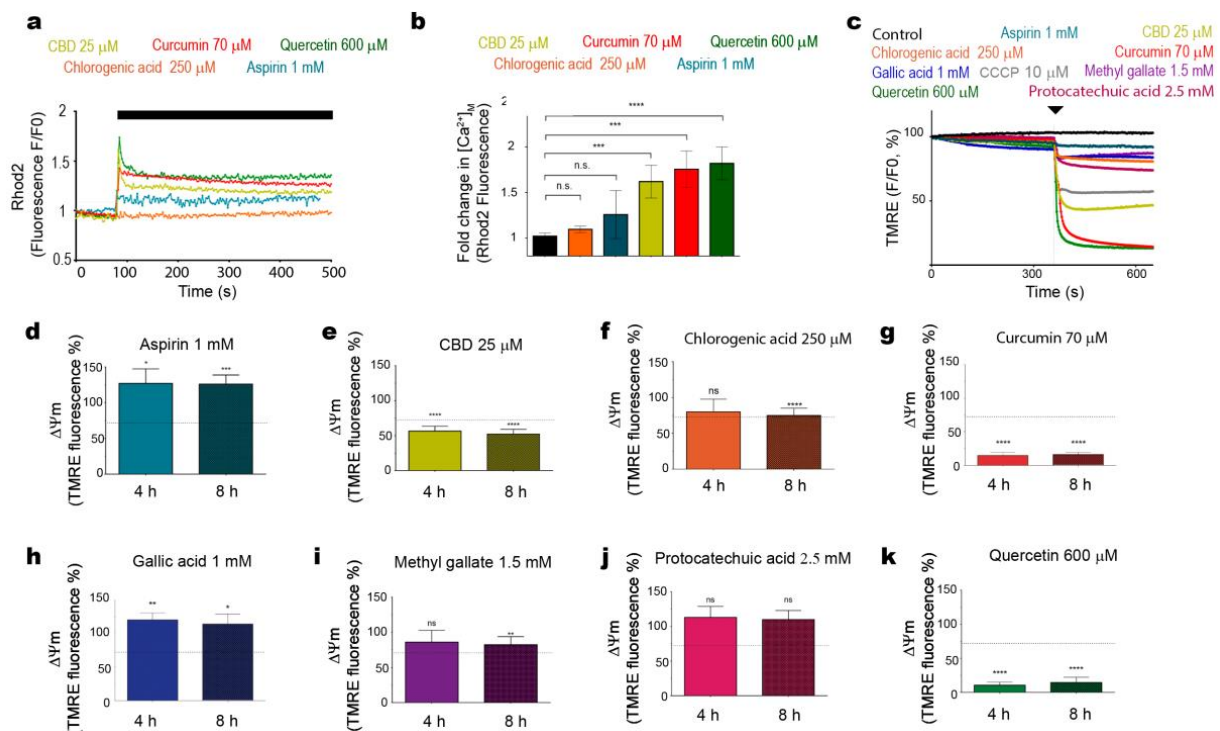 a
CBD 25 µM Curcumin 70 µM Quercetin 600 µM
Chlorogenic acid 250 µM Aspirin 1 mM
Rhod2
(Fluorescence F/F0)
2
1.5
1
0.5
0 100 200 300 400 500
Time (s)
b
CBD 25 µM Curcumin 70 µM Quercetin 600 µM
Chlorogenic acid 250 µM Aspirin 1 mM
Fold change in [Ca²⁺]M
(Rhod2 Fluorescence)
2
2
1.5
1
****
***
***
n.s.
n.s.
c
Control Aspirin 1 mM CBD 25 µM
Chlorogenic acid 250 µM Curcumin 70 µM
Gallic acid 1 mM CCCP 10 µM Methyl gallate 1.5 mM
Quercetin 600 µM Protocatechuic acid 2.5 mM
TMRE (F/F0, %)
100
50
0 300 600
Time (s)
d
Aspirin 1 mM
ΔΨm
(TMRE fluorescence %)
150
100
50
0
* ***
4 h 8 h
e
CBD 25 µM
ΔΨm
(TMRE fluorescence %)
150
100
50
0
**** ****
4 h 8 h
f
Chlorogenic acid 250 µM
ΔΨm
(TMRE fluorescence %)
150
100
50
0
ns ****
4 h 8 h
g
Curcumin 70 µM
ΔΨm
(TMRE fluorescence %)
150
100
50
0
**** ****
4 h 8 h
h
Gallic acid 1 mM
ΔΨm
(TMRE fluorescence %)
150
100
50
0
** *
4 h 8 h
i
Methyl gallate 1.5 mM
ΔΨm
(TMRE fluorescence %)
150
100
50
0
ns **
4 h 8 h
j
Protocatechuic acid 2.5 mM
ΔΨm
(TMRE fluorescence %)
150
100
50
0
ns ns
4 h 8 h
k
Quercetin 600 µM
ΔΨm
(TMRE fluorescence %)
150
100
50
0
**** ****
4 h 8 h